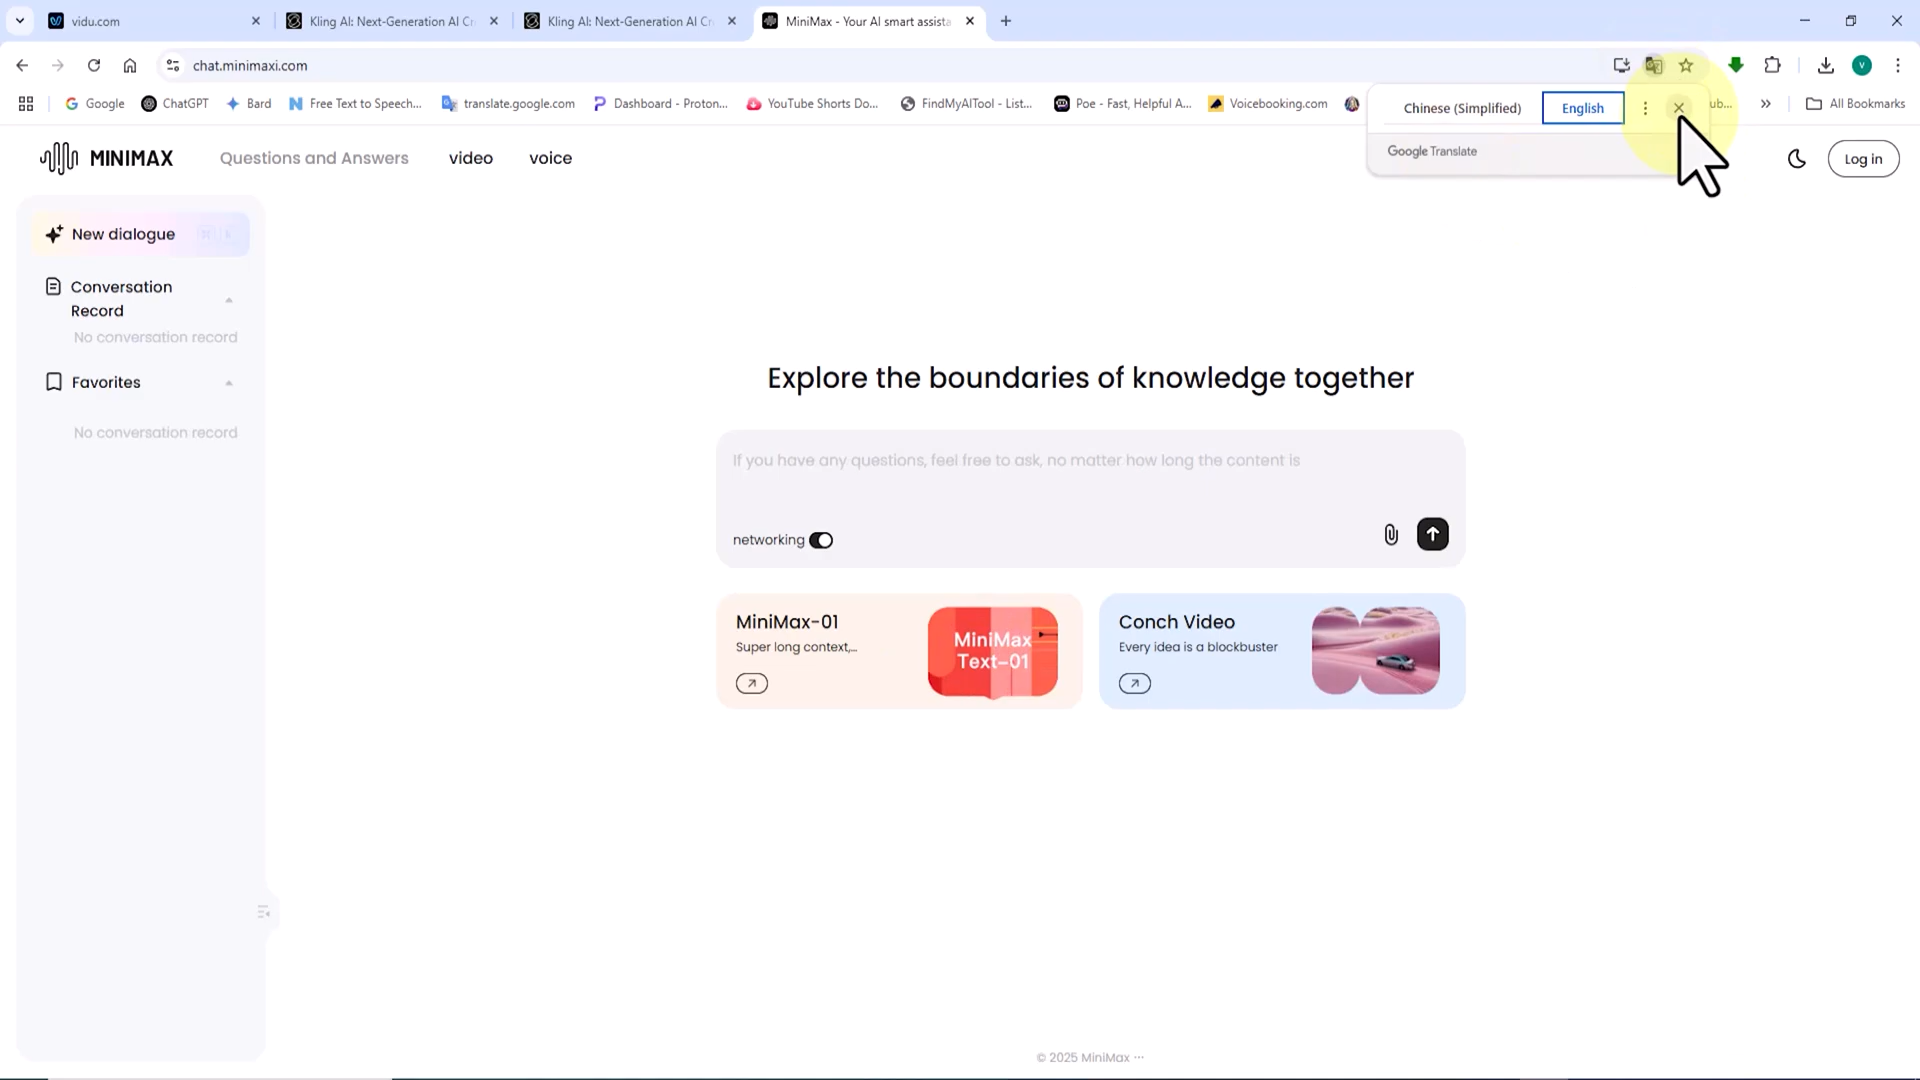 vidu.com
Kling AI: Next-Generation AI Cr
Kling AI: Next-Generation AI Cr
MiniMax - Your AI smart assista
chat.minimaxi.com
Google
ChatGPT
Bard
Free Text to Speech...
translate.google.com
Dashboard - Proton...
YouTube Shorts Do...
FindMyAITool - List...
Poe - Fast, Helpful A...
Voicebooking.com
ub...
All Bookmarks
Chinese (Simplified)
English
Google Translate
MINIMAX
Questions and Answers
video
voice
Log in
New dialogue
Conversation
Record
No conversation record
Favorites
No conversation record
Explore the boundaries of knowledge together
If you have any questions, feel free to ask, no matter how long the content is
networking
MiniMax-01
Super long context,...
MiniMax
Text-01
Conch Video
Every idea is a blockbuster
© 2025 MiniMax ···